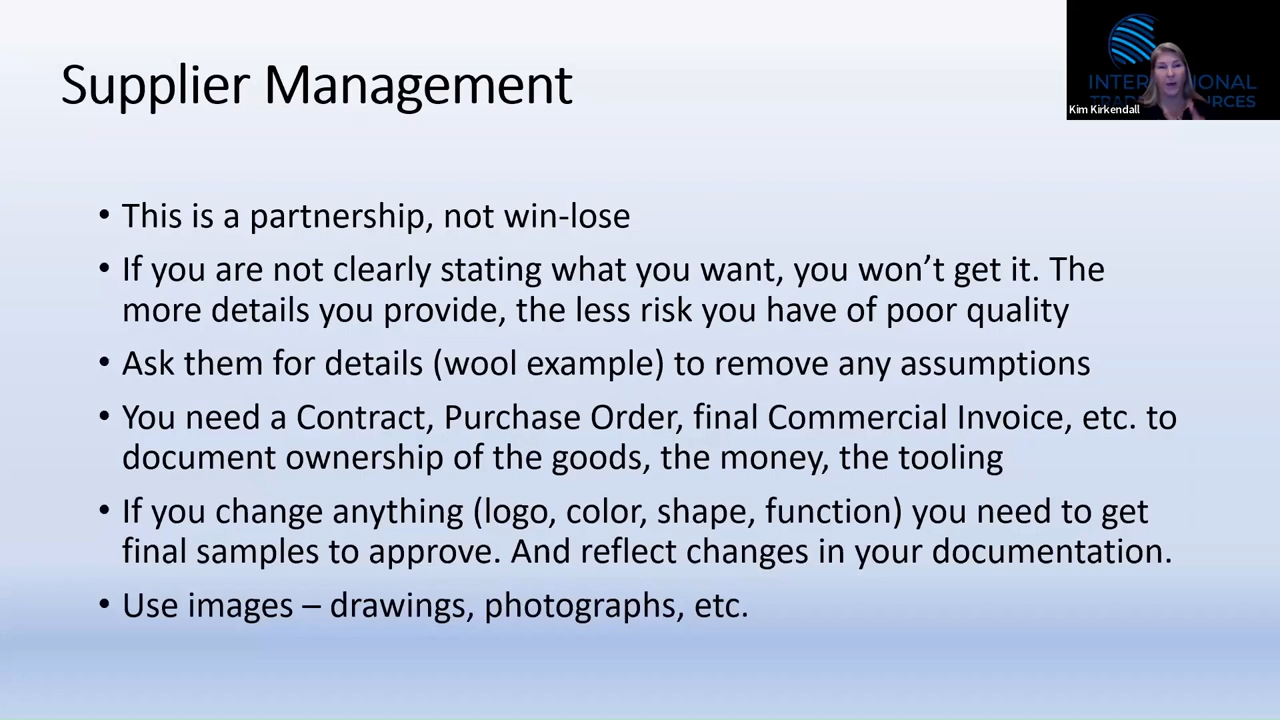 Supplier Management
INTER IONAL
TRA URCES
Kim Kirkendall
• This is a partnership, not win-lose
• If you are not clearly stating what you want, you won’t get it. The
more details you provide, the less risk you have of poor quality
• Ask them for details (wool example) to remove any assumptions
• You need a Contract, Purchase Order, final Commercial Invoice, etc. to
document ownership of the goods, the money, the tooling
• If you change anything (logo, color, shape, function) you need to get
final samples to approve. And reflect changes in your documentation.
• Use images – drawings, photographs, etc.